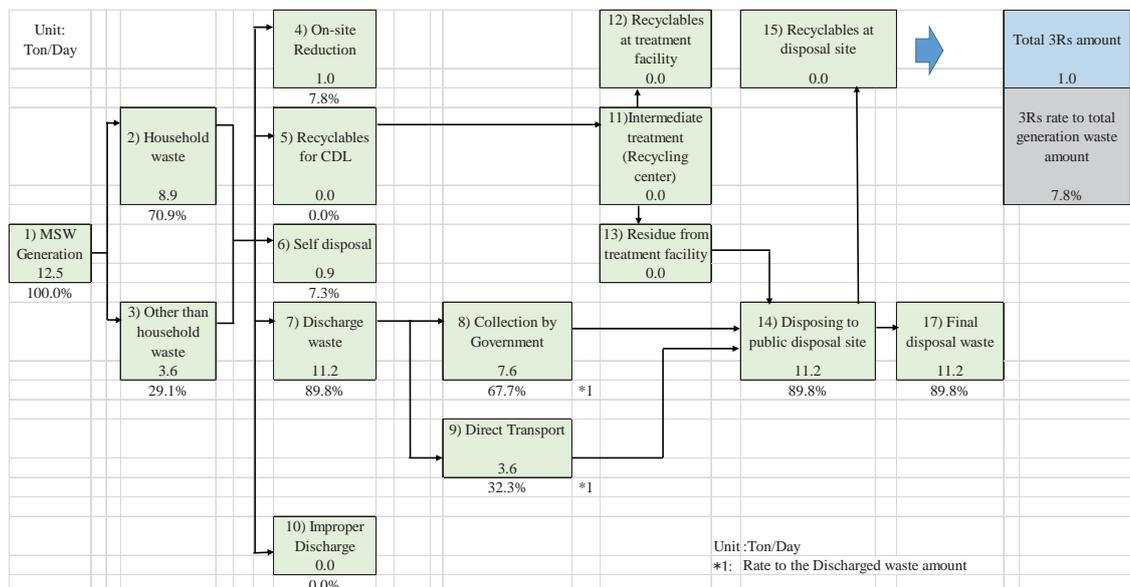 Unit:
Ton/Day
1) MSW
Generation
12.5
100.0%
2) Household
waste
8.9
70.9%
3) Other than
household
waste
3.6
29.1%
4) On-site
Reduction
1.0
7.8%
5) Recyclables
for CDL
0.0
0.0%
6) Self disposal
0.9
7.3%
7) Discharge
waste
11.2
89.8%
10) Improper
Discharge
0.0
0.0%
8) Collection by
Government
7.6
67.7% *1
9) Direct Transport
3.6
32.3% *1
12) Recyclables
at treatment
facility
0.0
11)Intermediate
treatment
(Recycling
center)
0.0
13) Residue from
treatment facility
0.0
15) Recyclables at
disposal site
0.0
14) Disposing to
public disposal site
11.2
89.8%
17) Final
disposal waste
11.2
89.8%
Total 3Rs amount
1.0
3Rs rate to total
generation waste
amount
7.8%
Unit :Ton/Day
*1: Rate to the Discharged waste amount